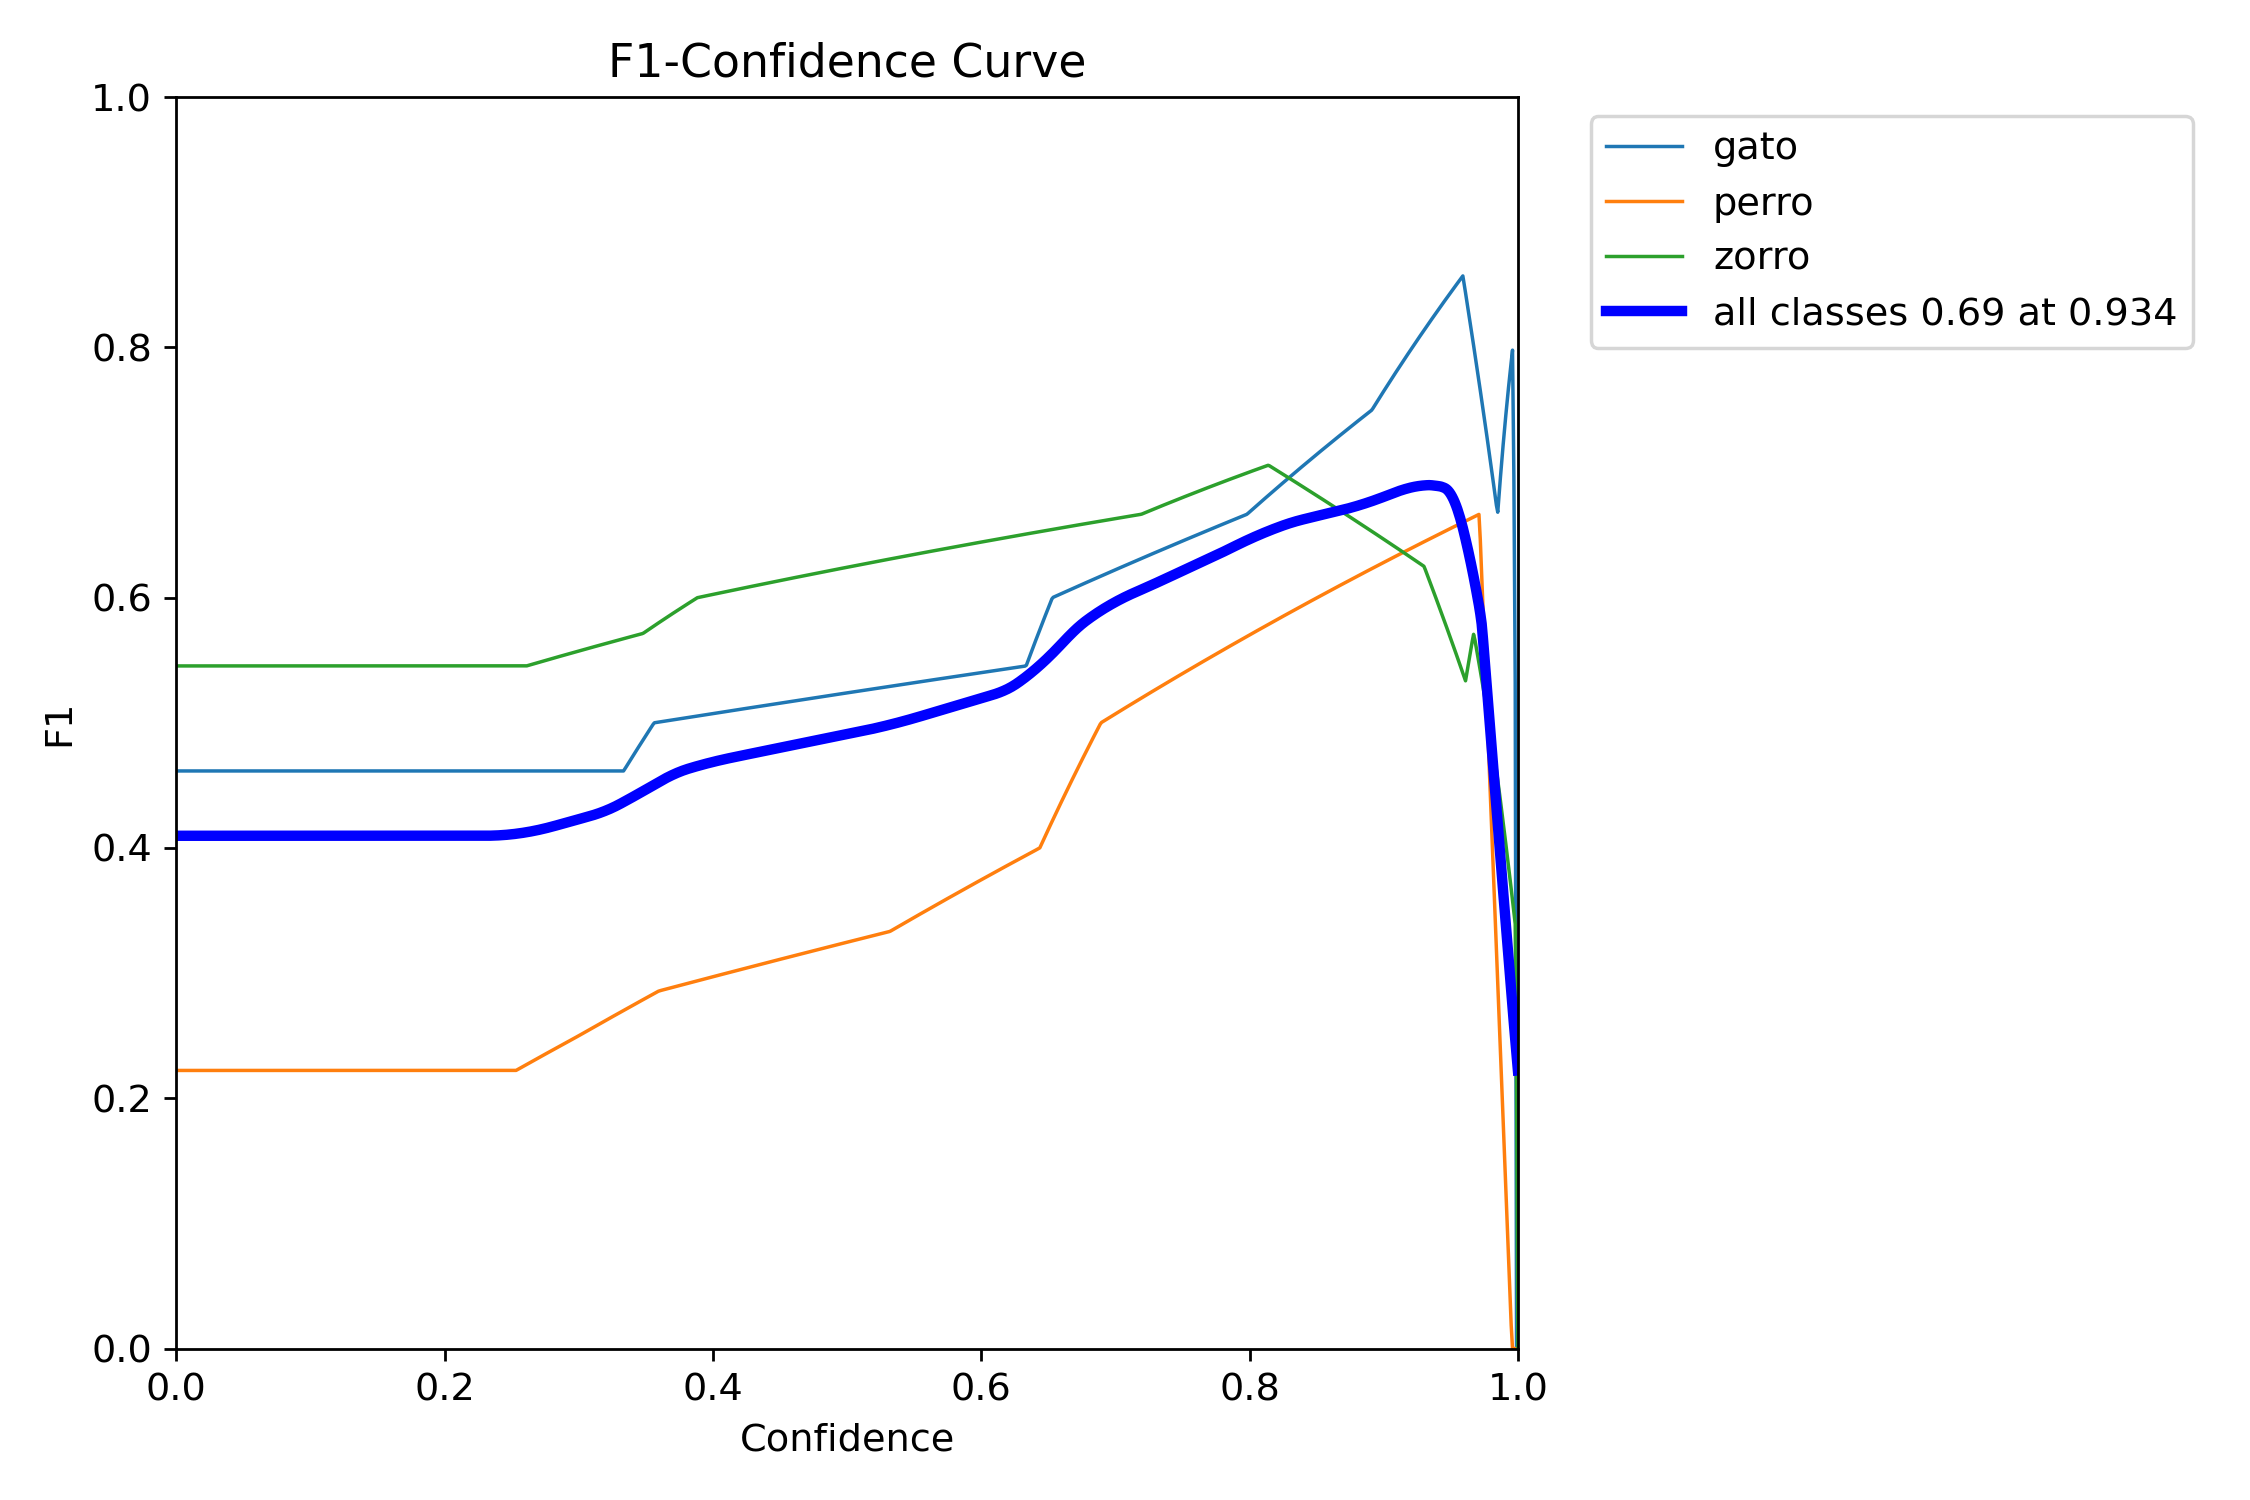 F1-Confidence Curve
1.0
0.8
0.6
0.4
0.2
0.0
F1
0.0 0.2 0.4 0.6 0.8 1.0
Confidence
gato
perro
zorro
all classes 0.69 at 0.934